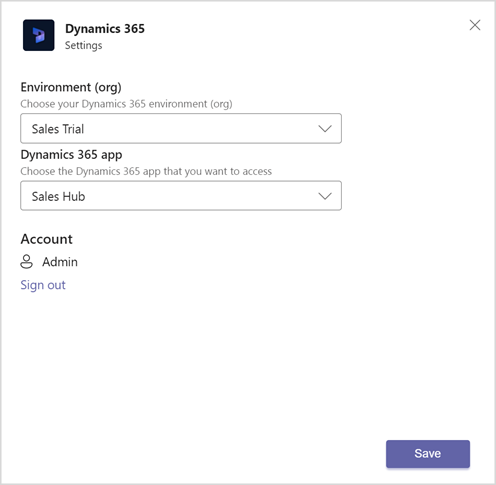 Dynamics 365
Settings
Environment (org)
Choose your Dynamics 365 environment (org)
Sales Trial
Dynamics 365 app
Choose the Dynamics 365 app that you want to access
Sales Hub
Account
Admin
Sign out
Save